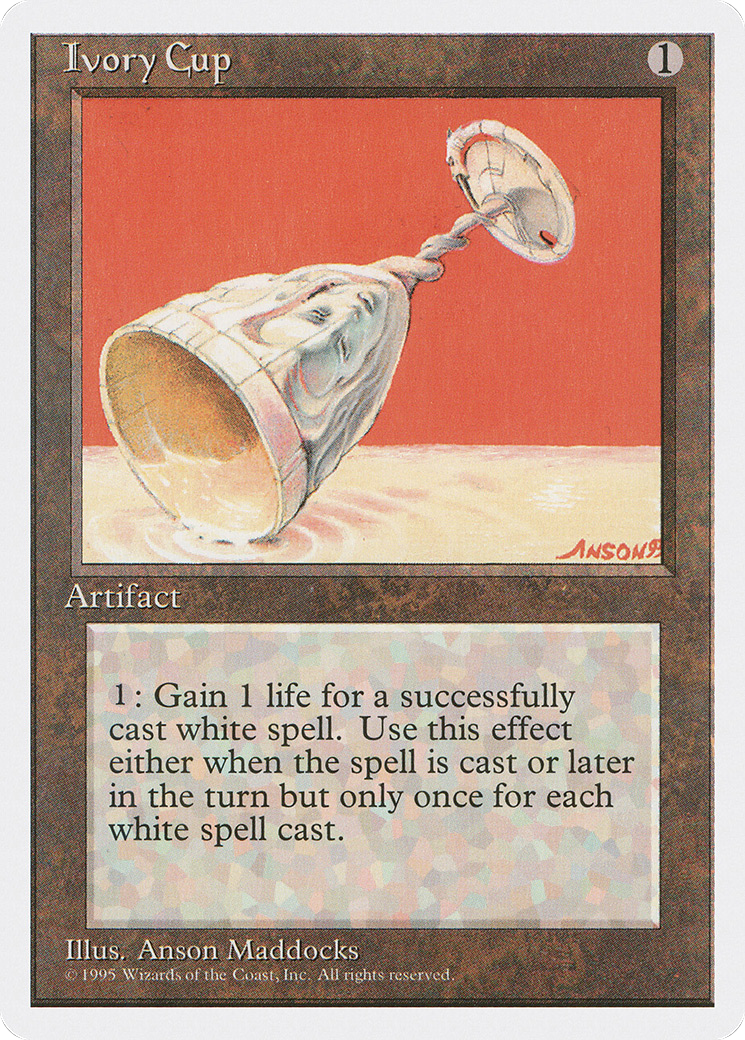 Ivory Cup 1
ANSON93
Artifact
1: Gain 1 life for a successfully
cast white spell. Use this effect
either when the spell is cast or later
in the turn but only once for each
white spell cast.
Illus. Anson Maddocks
© 1995 Wizards of the Coast, Inc. All rights reserved.